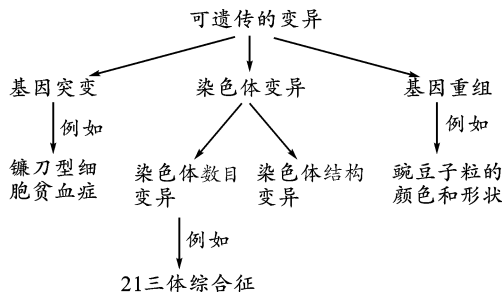 可遗传的变异
基因突变
染色体变异
基因重组
例如
例如
镰刀型细
胞贫血症
染色体数目
变异
染色体结构
变异
豌豆子粒的
颜色和形状
例如
21三体综合征